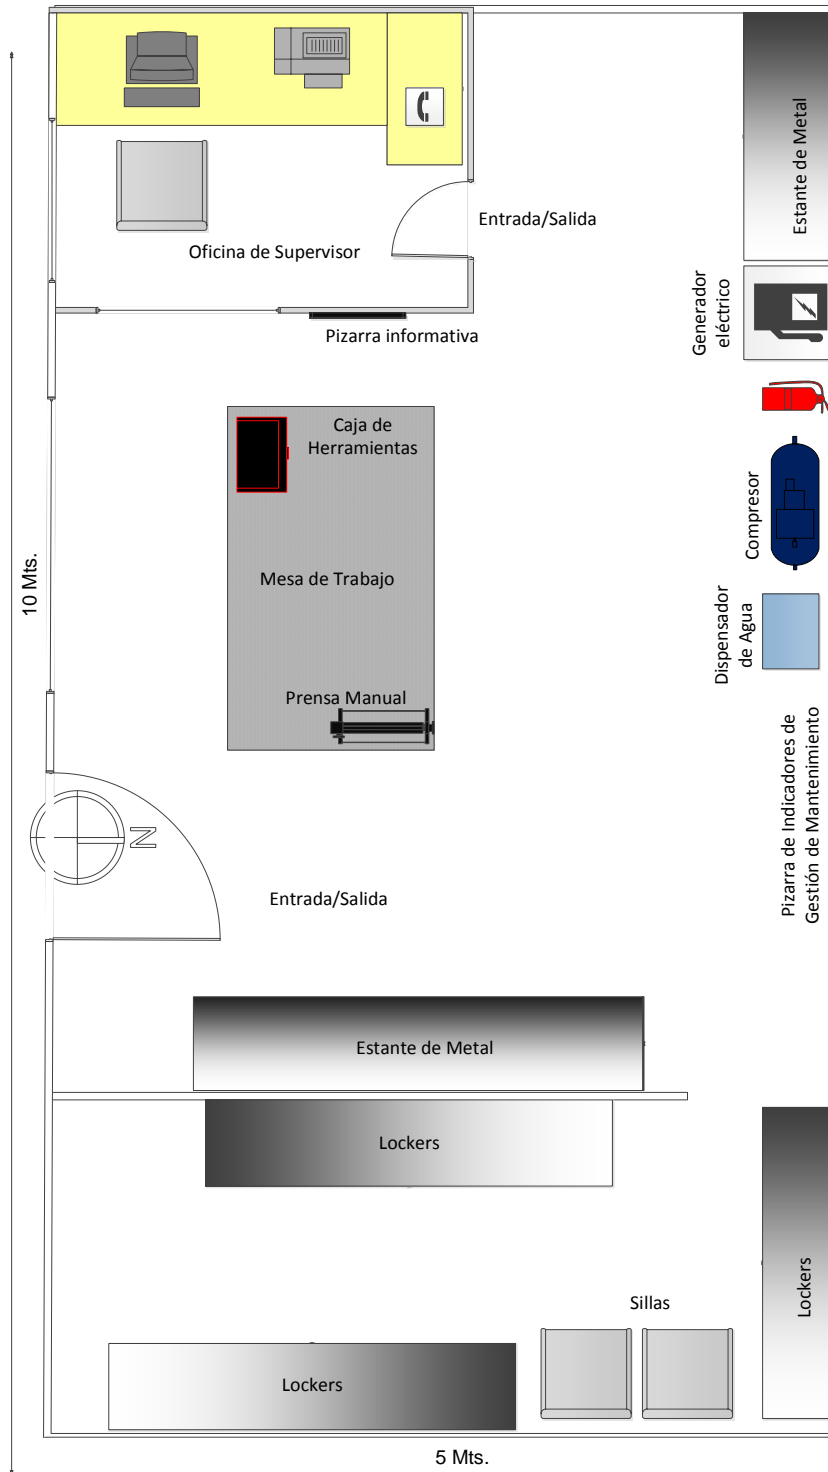 Estante de Metal
Entrada/Salida
Oficina de Supervisor
Generador
eléctrico
Pizarra informativa
Caja de
Herramientas
Compresor
10 Mts.
Mesa de Trabajo
Dispensador
de Agua
Prensa Manual
Pizarra de Indicadores de
Gestión de Mantenimiento
N
Entrada/Salida
Estante de Metal
Lockers
Lockers
Sillas
Lockers
5 Mts.